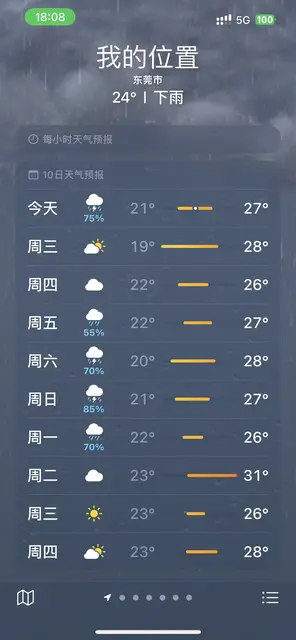 18:08
5G 100
我的位置
东莞市
24° | 下雨
每小时天气预报
10日天气预报
今天 75% 21° 27°
周三 19° 28°
周四 22° 26°
周五 55% 22° 27°
周六 70% 20° 28°
周日 85% 21° 27°
周一 70% 22° 26°
周二 23° 31°
周三 23° 26°
周四 23° 28°